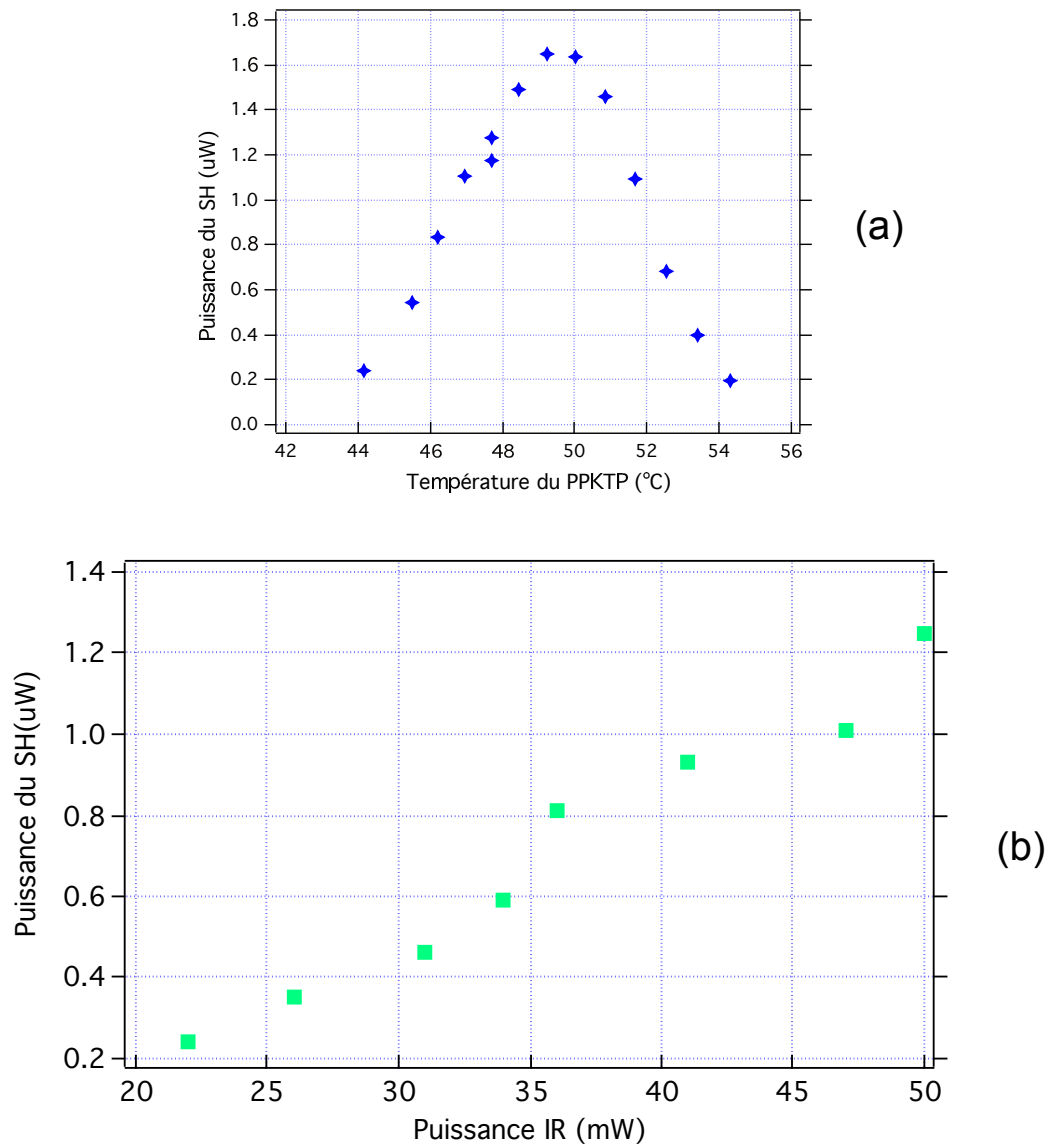 1.8
1.6
1.4
1.2
1.0
0.8
0.6
0.4
0.2
0.0
Puissance du SH (uW)
42 44 46 48 50 52 54 56
Température du PPKTP (°C)
(a)
1.4
1.2
1.0
0.8
0.6
0.4
0.2
Puissance du SH(uW)
20 25 30 35 40 45 50
Puissance IR (mW)
(b)